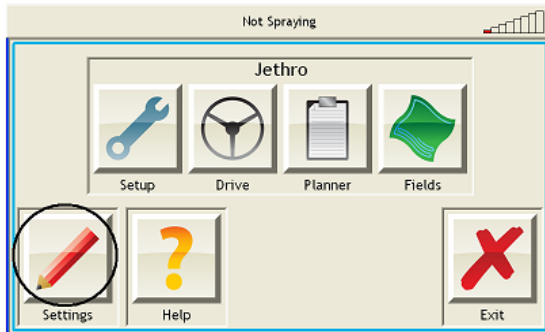 Not Spraying
Jethro
Setup Drive Planner Fields
Settings Help Exit